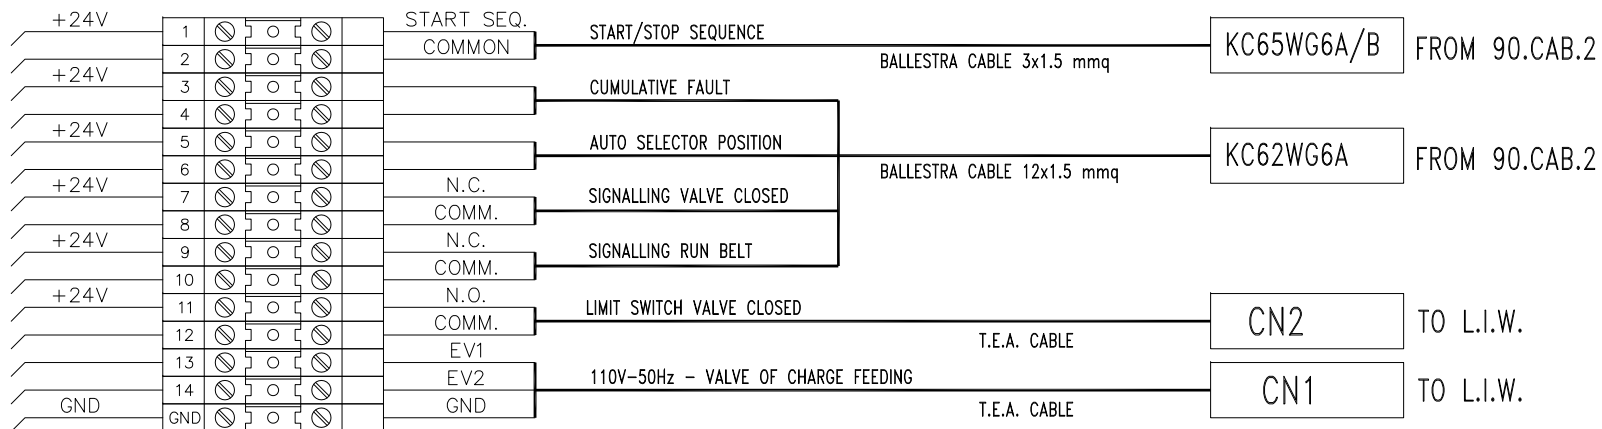 +24V 1 START SEQ. START/STOP SEQUENCE KC65WG6A/B FROM 90.CAB.2
2 COMMON BALLESTRA CABLE 3x1.5 mmq
+24V 3 CUMULATIVE FAULT
4
+24V 5 AUTO SELECTOR POSITION KC62WG6A FROM 90.CAB.2
6 BALLESTRA CABLE 12x1.5 mmq
+24V 7 N.C. SIGNALLING VALVE CLOSED
8 COMM.
+24V 9 N.C. SIGNALLING RUN BELT
10 COMM.
+24V 11 N.O. LIMIT SWITCH VALVE CLOSED CN2 TO L.I.W.
12 COMM. T.E.A. CABLE
13 EV1
14 EV2 110V-50Hz - VALVE OF CHARGE FEEDING CN1 TO L.I.W.
GND GND GND T.E.A. CABLE